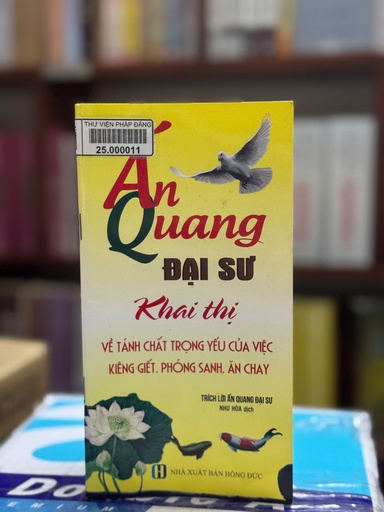 THƯ VIỆN PHÁP ĐĂNG
25.000011
Ấn
Quang
ĐẠI SƯ
Khai thị
VỀ TÁNH CHẤT TRỌNG YẾU CỦA VIỆC
KIÊNG GIẾT, PHÓNG SANH, ĂN CHAY
TRÍCH LỜI ẤN QUANG ĐẠI SƯ
NHƯ HÒA dịch
NHÀ XUẤT BẢN HỒNG ĐỨC